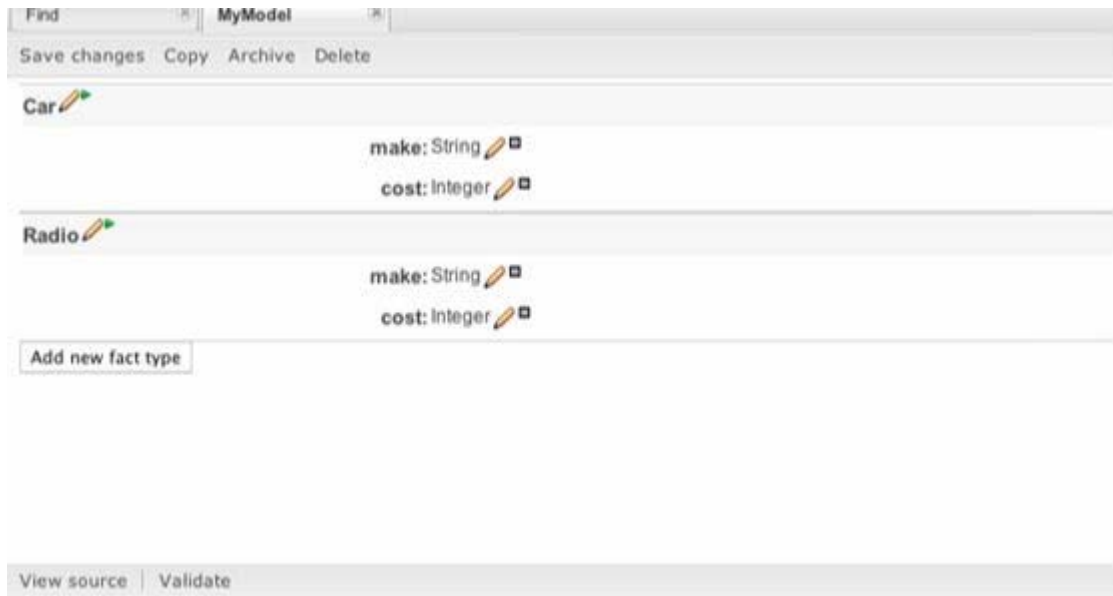 Find MyModel
Save changes Copy Archive Delete
Car
make: String
cost: Integer
Radio
make: String
cost: Integer
Add new fact type
View source | Validate